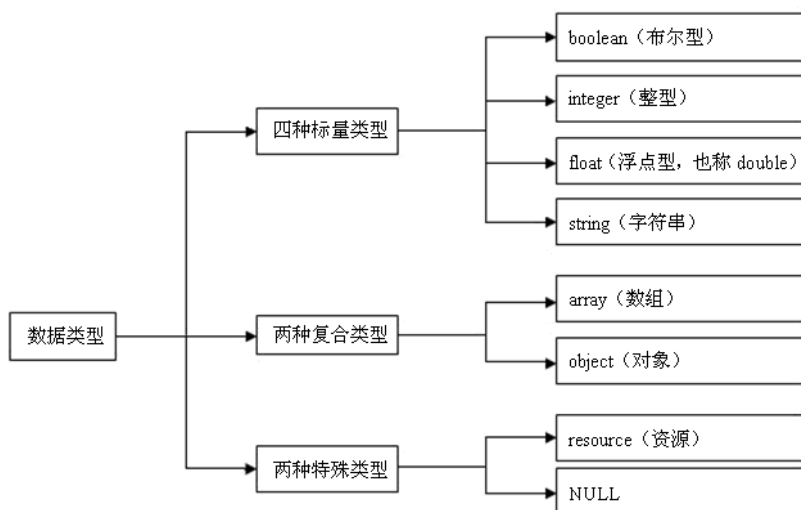 数据类型
四种标量类型
boolean（布尔型）
integer（整型）
float（浮点型，也称 double）
string（字符串）
两种复合类型
array（数组）
object（对象）
两种特殊类型
resource（资源）
NULL